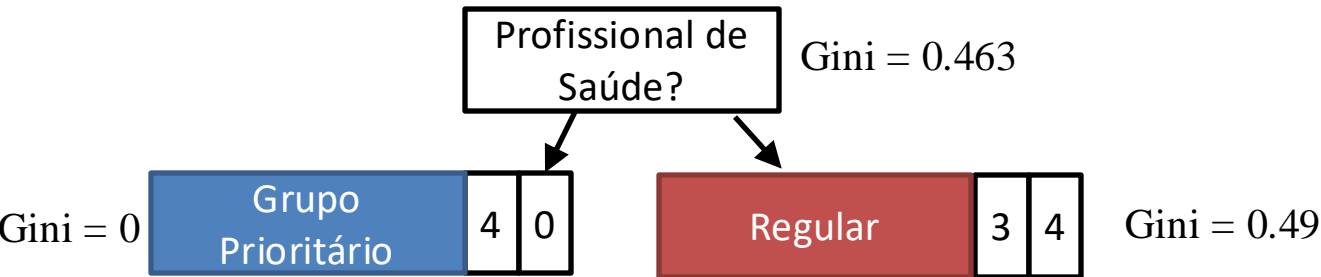 Profissional de
Saúde?
Gini = 0.463
Gini = 0
Grupo
Prioritário
4 0
Regular
3 4
Gini = 0.49